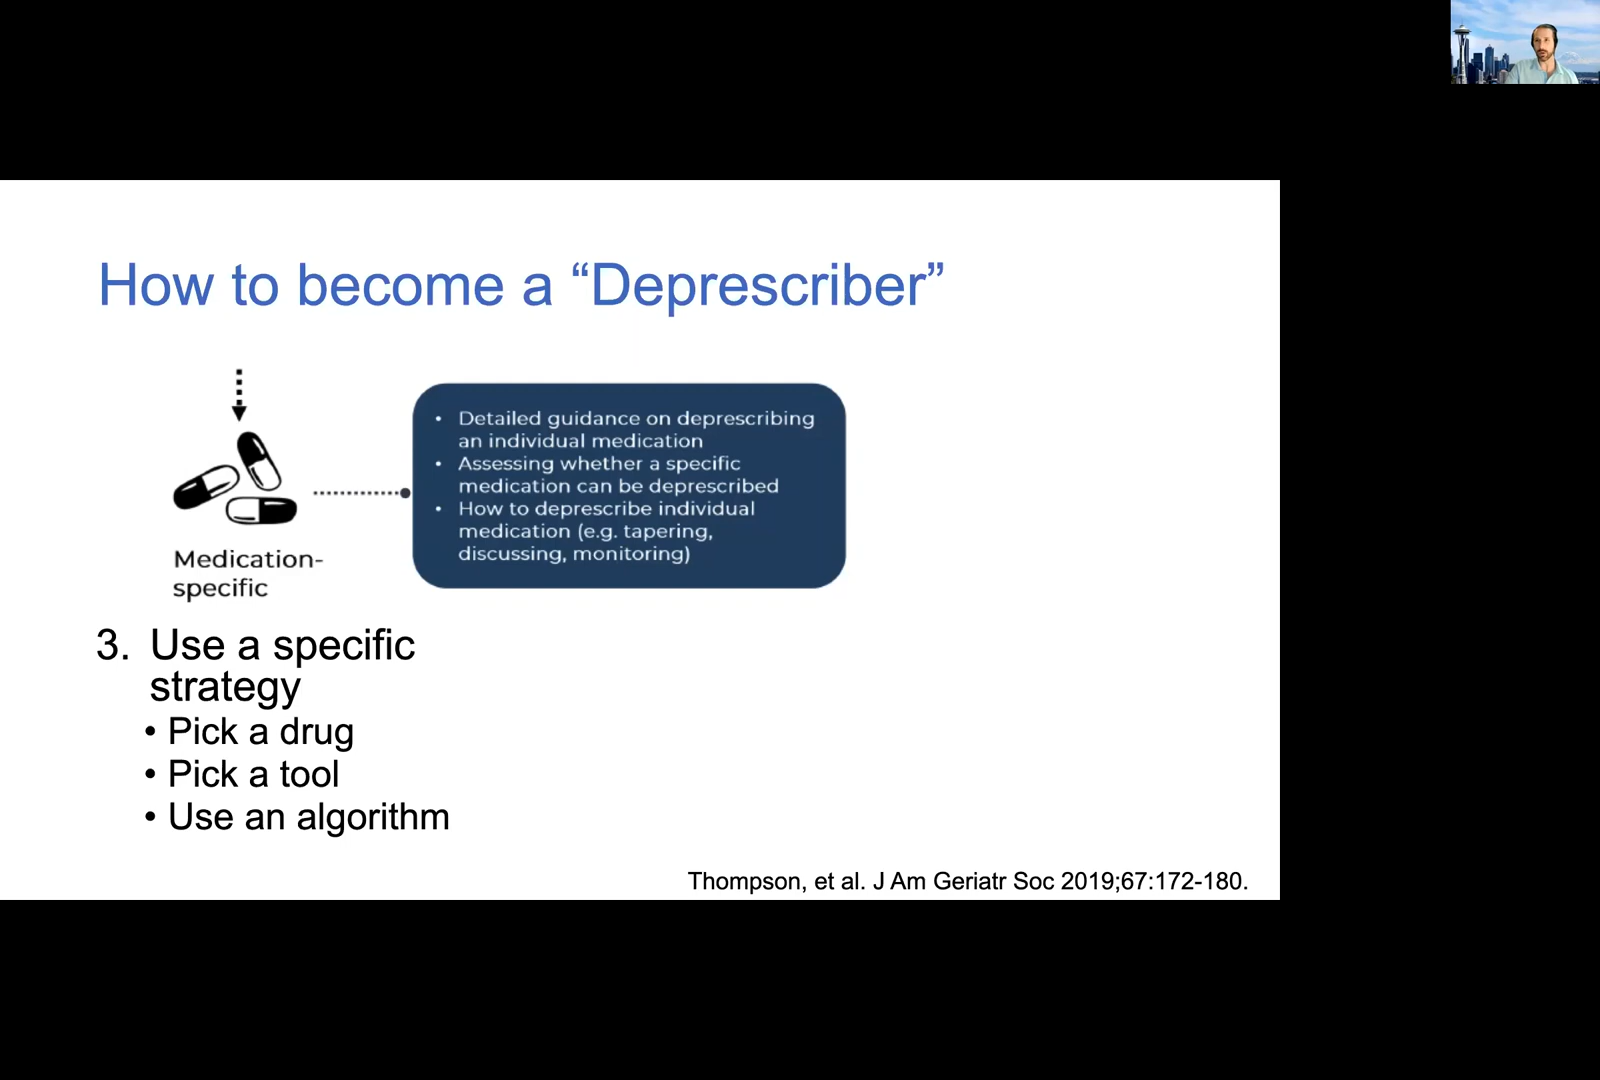 How to become a “Deprescriber”
• Detailed guidance on deprescribing
an individual medication
• Assessing whether a specific
medication can be deprescribed
• How to deprescribe individual
medication (e.g. tapering,
discussing, monitoring)
Medication-
specific
3. Use a specific
strategy
• Pick a drug
• Pick a tool
• Use an algorithm
Thompson, et al. J Am Geriatr Soc 2019;67:172-180.